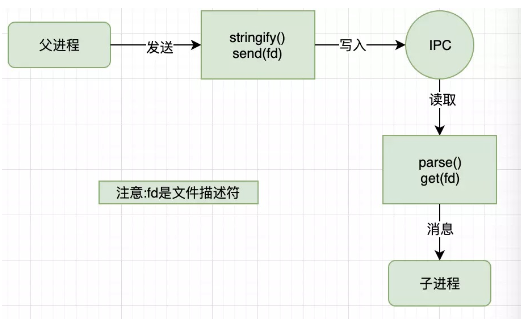 父进程
发送
stringify()
send(fd)
写入
IPC
读取
parse()
get(fd)
注意:fd是文件描述符
消息
子进程